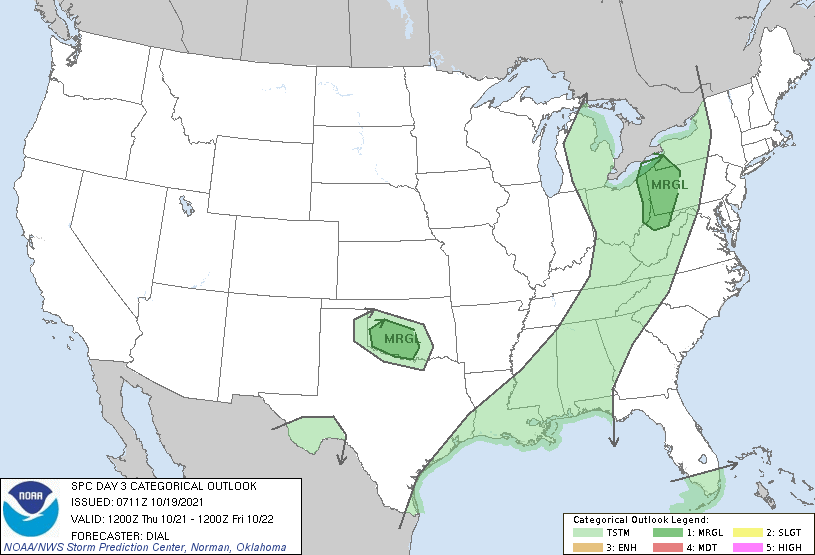 MRGL
MRGL
NOAA
SPC DAY 3 CATEGORICAL OUTLOOK
ISSUED: 0711Z 10/19/2021
VALID: 1200Z Thu 10/21 - 1200Z Fri 10/22
FORECASTER: DIAL
NOAA/NWS Storm Prediction Center, Norman, Oklahoma
Categorical Outlook Legend:
TSTM 1: MRGL 2: SLGT
3: ENH 4: MDT 5: HIGH